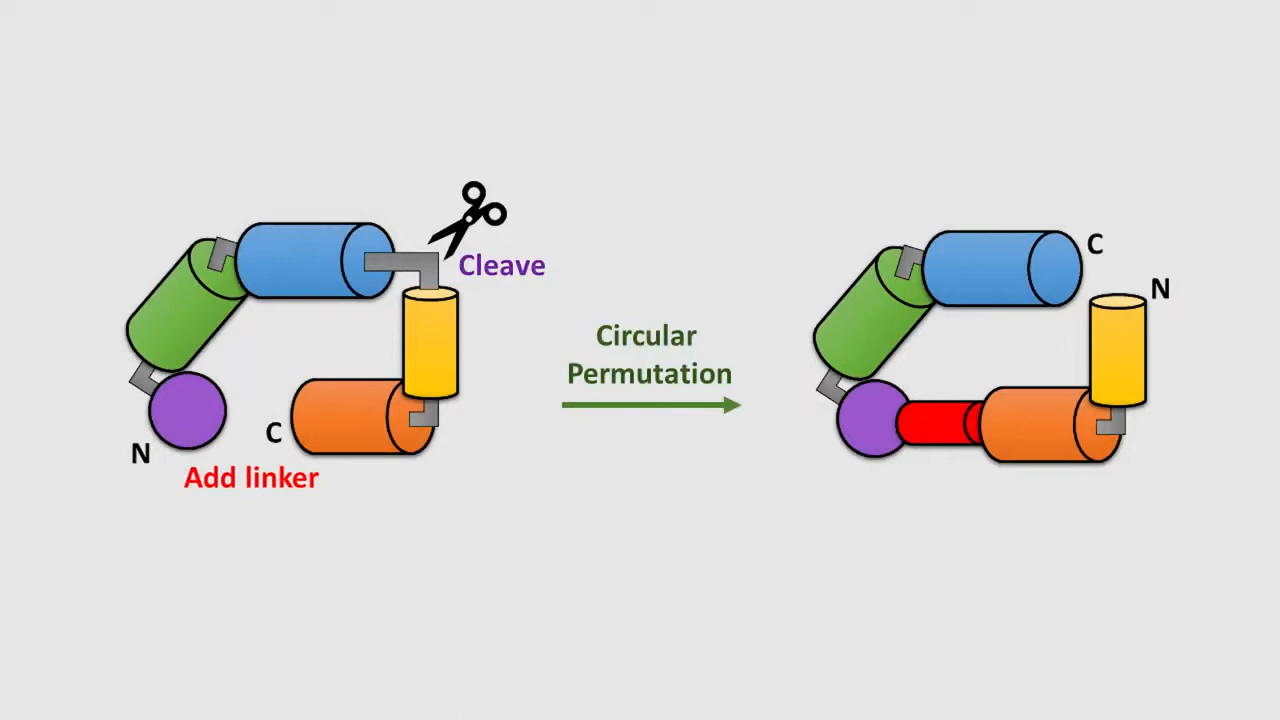 Cleave
N
C
Add linker
Circular
Permutation
C
N